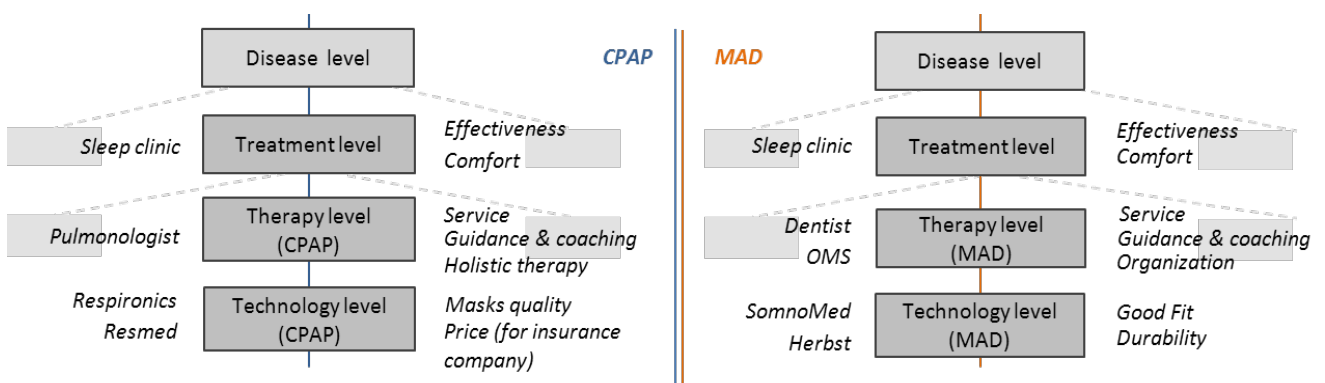 Disease level
CPAP
MAD
Disease level
Sleep clinic
Treatment level
Effectiveness
Comfort
Sleep clinic
Treatment level
Effectiveness
Comfort
Pulmonologist
Therapy level
(CPAP)
Service
Guidance & coaching
Holistic therapy
Dentist
OMS
Therapy level
(MAD)
Service
Guidance & coaching
Organization
Respironics
Resmed
Technology level
(CPAP)
Masks quality
Price (for insurance
company)
SomnoMed
Herbst
Technology level
(MAD)
Good Fit
Durability